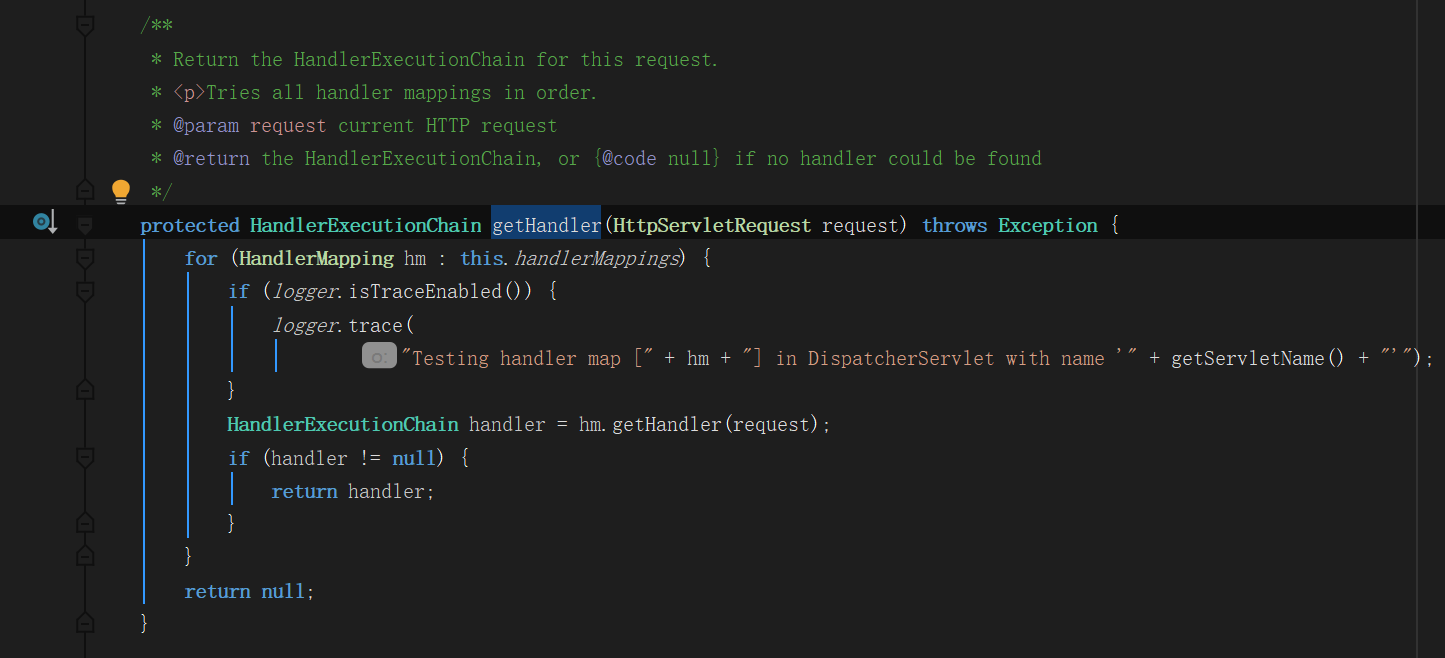 /**
* Return the HandlerExecutionChain for this request.
* <p>Tries all handler mappings in order.
* @param request current HTTP request
* @return the HandlerExecutionChain, or {@code null} if no handler could be found
*/
protected HandlerExecutionChain getHandler(HttpServletRequest request) throws Exception {
for (HandlerMapping hm : this.handlerMappings) {
if (logger.isTraceEnabled()) {
logger.trace(
o: "Testing handler map [" + hm + "] in DispatcherServlet with name '" + getServletName() + "'");
}
HandlerExecutionChain handler = hm.getHandler(request);
if (handler != null) {
return handler;
}
}
return null;
}